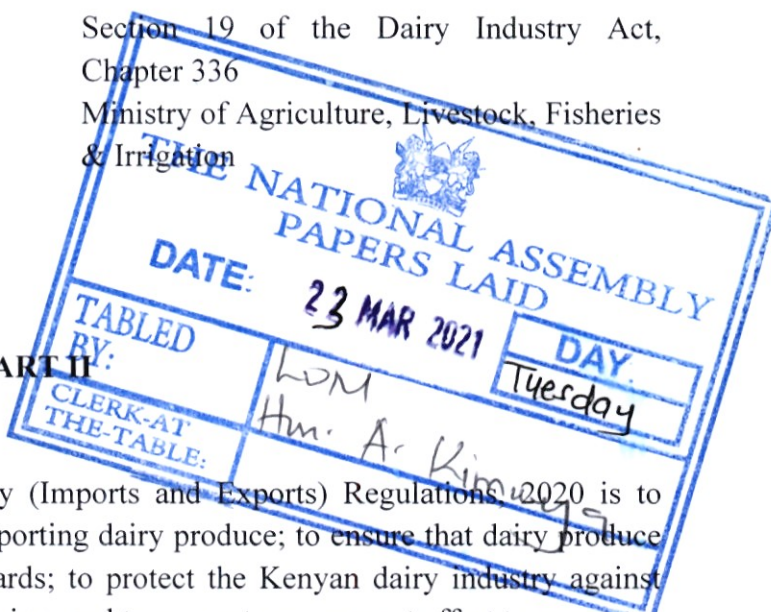 Section 19 of the Dairy Industry Act,
Chapter 336
Ministry of Agriculture, Livestock, Fisheries
& Irrigation
THE NATIONAL ASSEMBLY
PAPERS LAID
DATE: 23 MAR 2021
DAY.
Tuesday
TABLED
BY:
LOM
Hon. A. Kimunya
CLERK-AT
THE-TABLE:
ART II
y (Imports and Exports) Regulations, 2020 is to
porting dairy produce; to ensure that dairy produce
ards; to protect the Kenyan dairy industry against